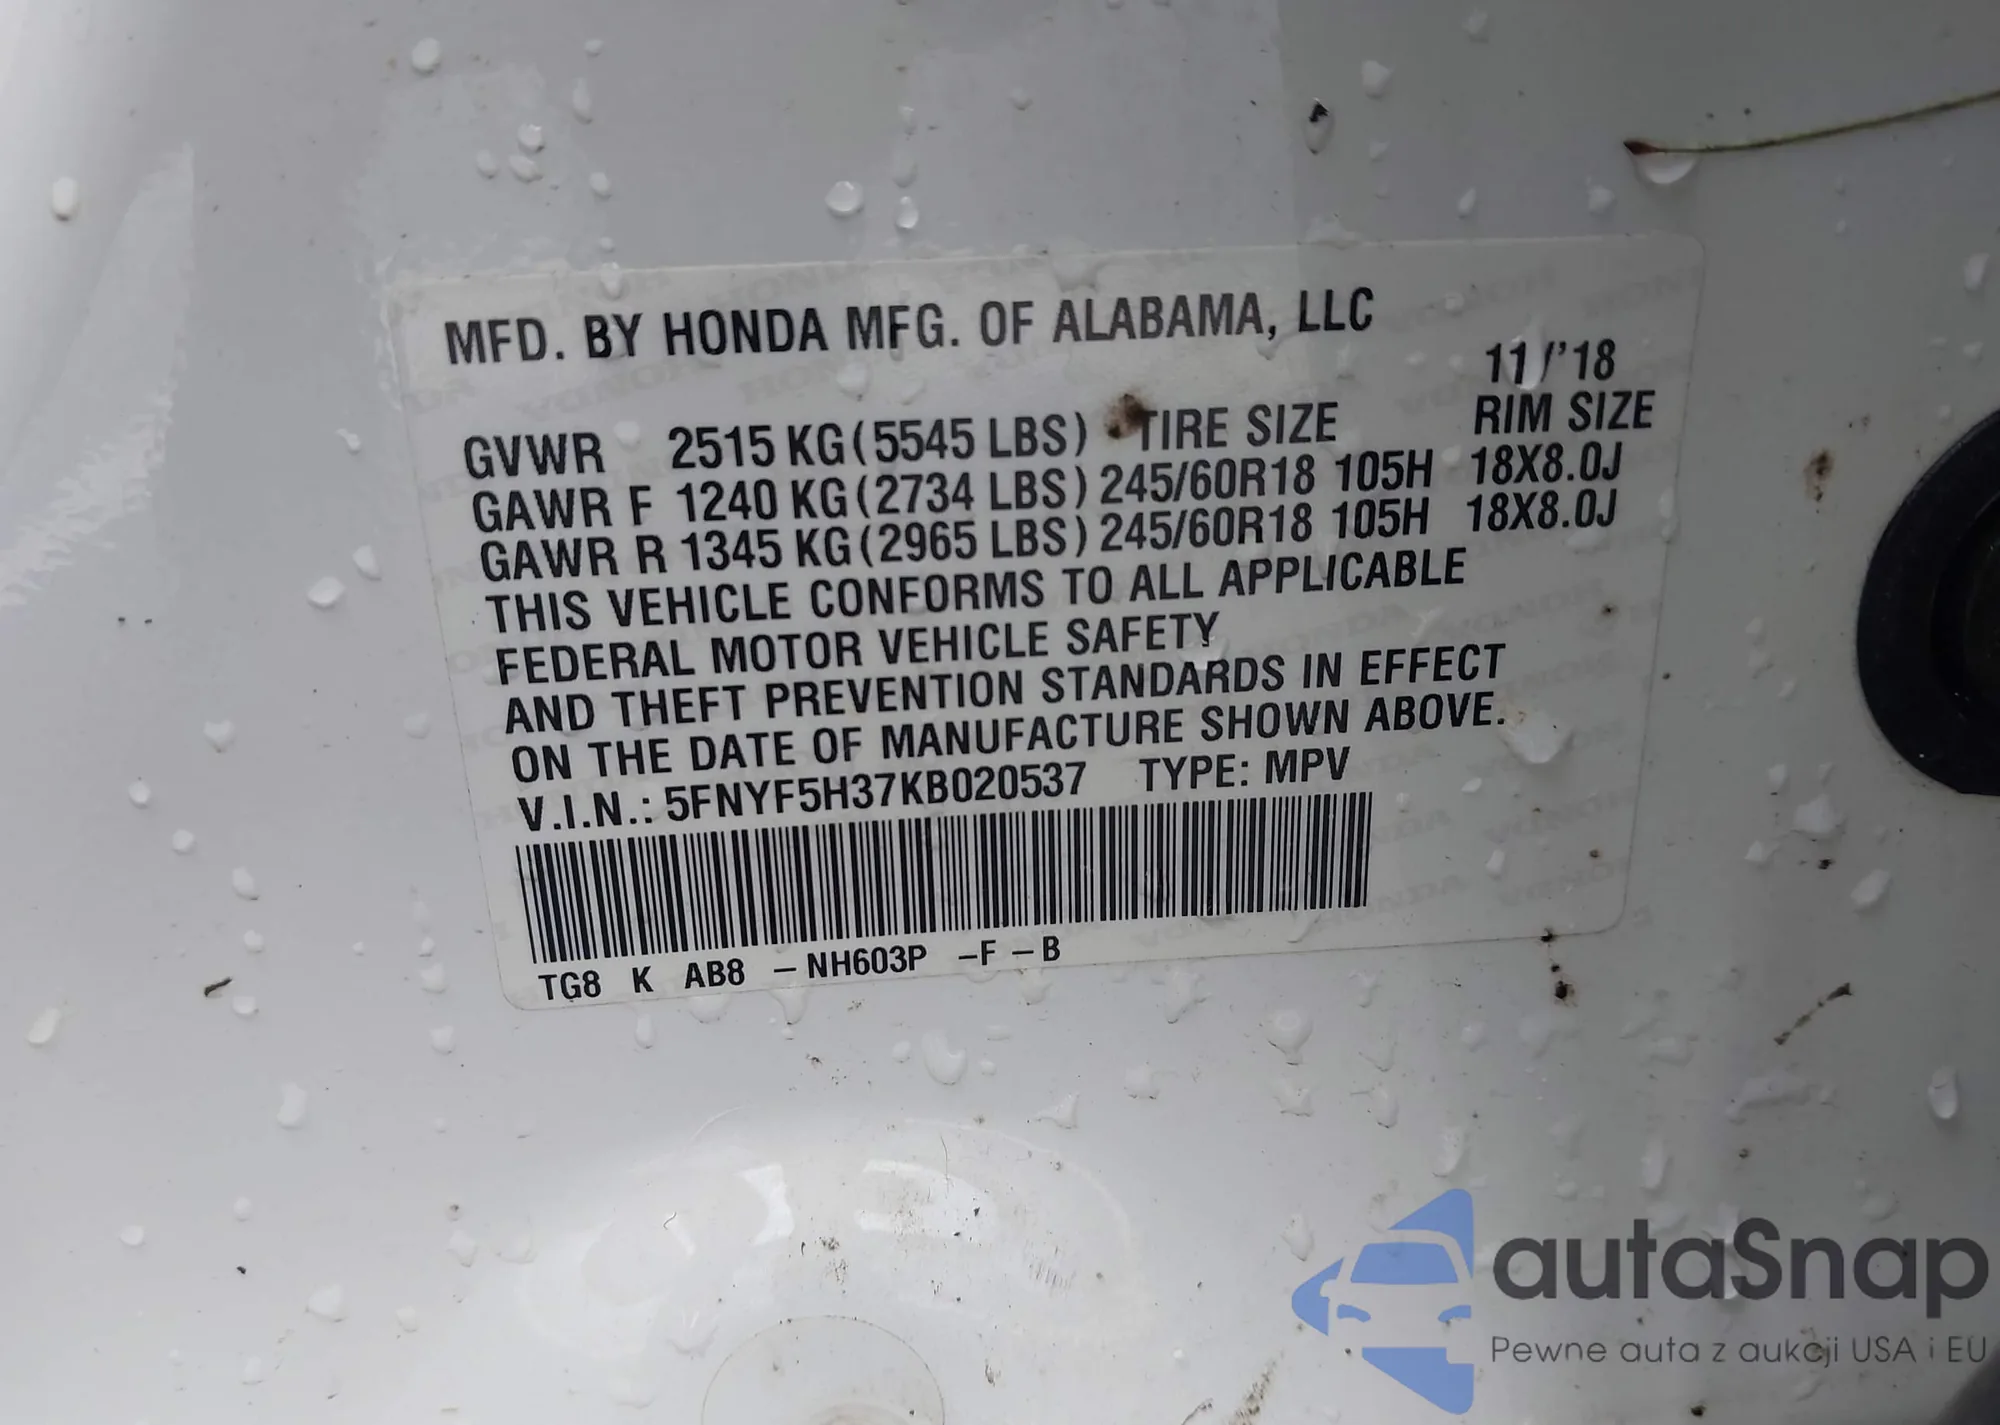 MFD. BY HONDA MFG. OF ALABAMA, LLC
11/'18
GVWR 2515 KG (5545 LBS) TIRE SIZE RIM SIZE
GAWR F 1240 KG (2734 LBS) 245/60R18 105H 18X8.0J
GAWR R 1345 KG (2965 LBS) 245/60R18 105H 18X8.0J
THIS VEHICLE CONFORMS TO ALL APPLICABLE
FEDERAL MOTOR VEHICLE SAFETY
AND THEFT PREVENTION STANDARDS IN EFFECT
ON THE DATE OF MANUFACTURE SHOWN ABOVE.
V.I.N.: 5FNYF5H37KB020537 TYPE: MPV
TG8 K AB8 – NH603P – F – B
autaSnap
Pewne auta z aukcji USA i EU